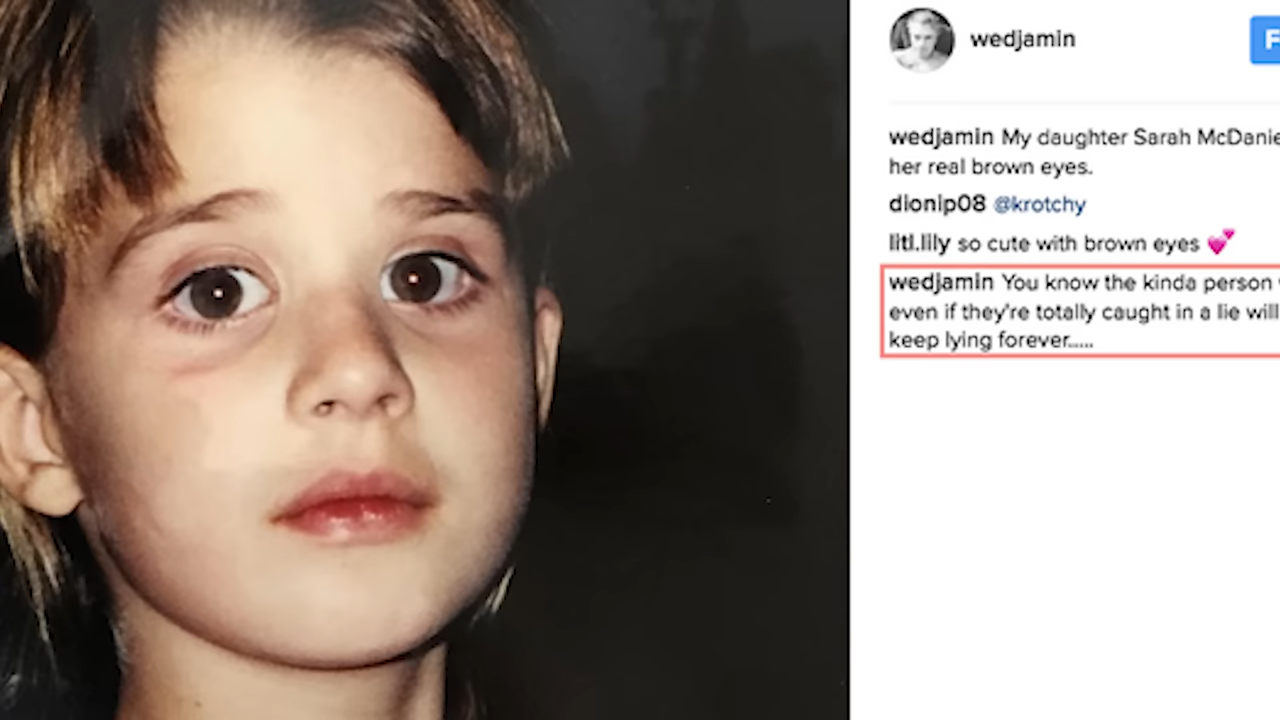 wedjamin
F
wedjamin My daughter Sarah McDanie
her real brown eyes.
dionip08 @krotchy
litl.lily so cute with brown eyes 💕
wedjamin You know the kinda person
even if they're totally caught in a lie will
keep lying forever.....